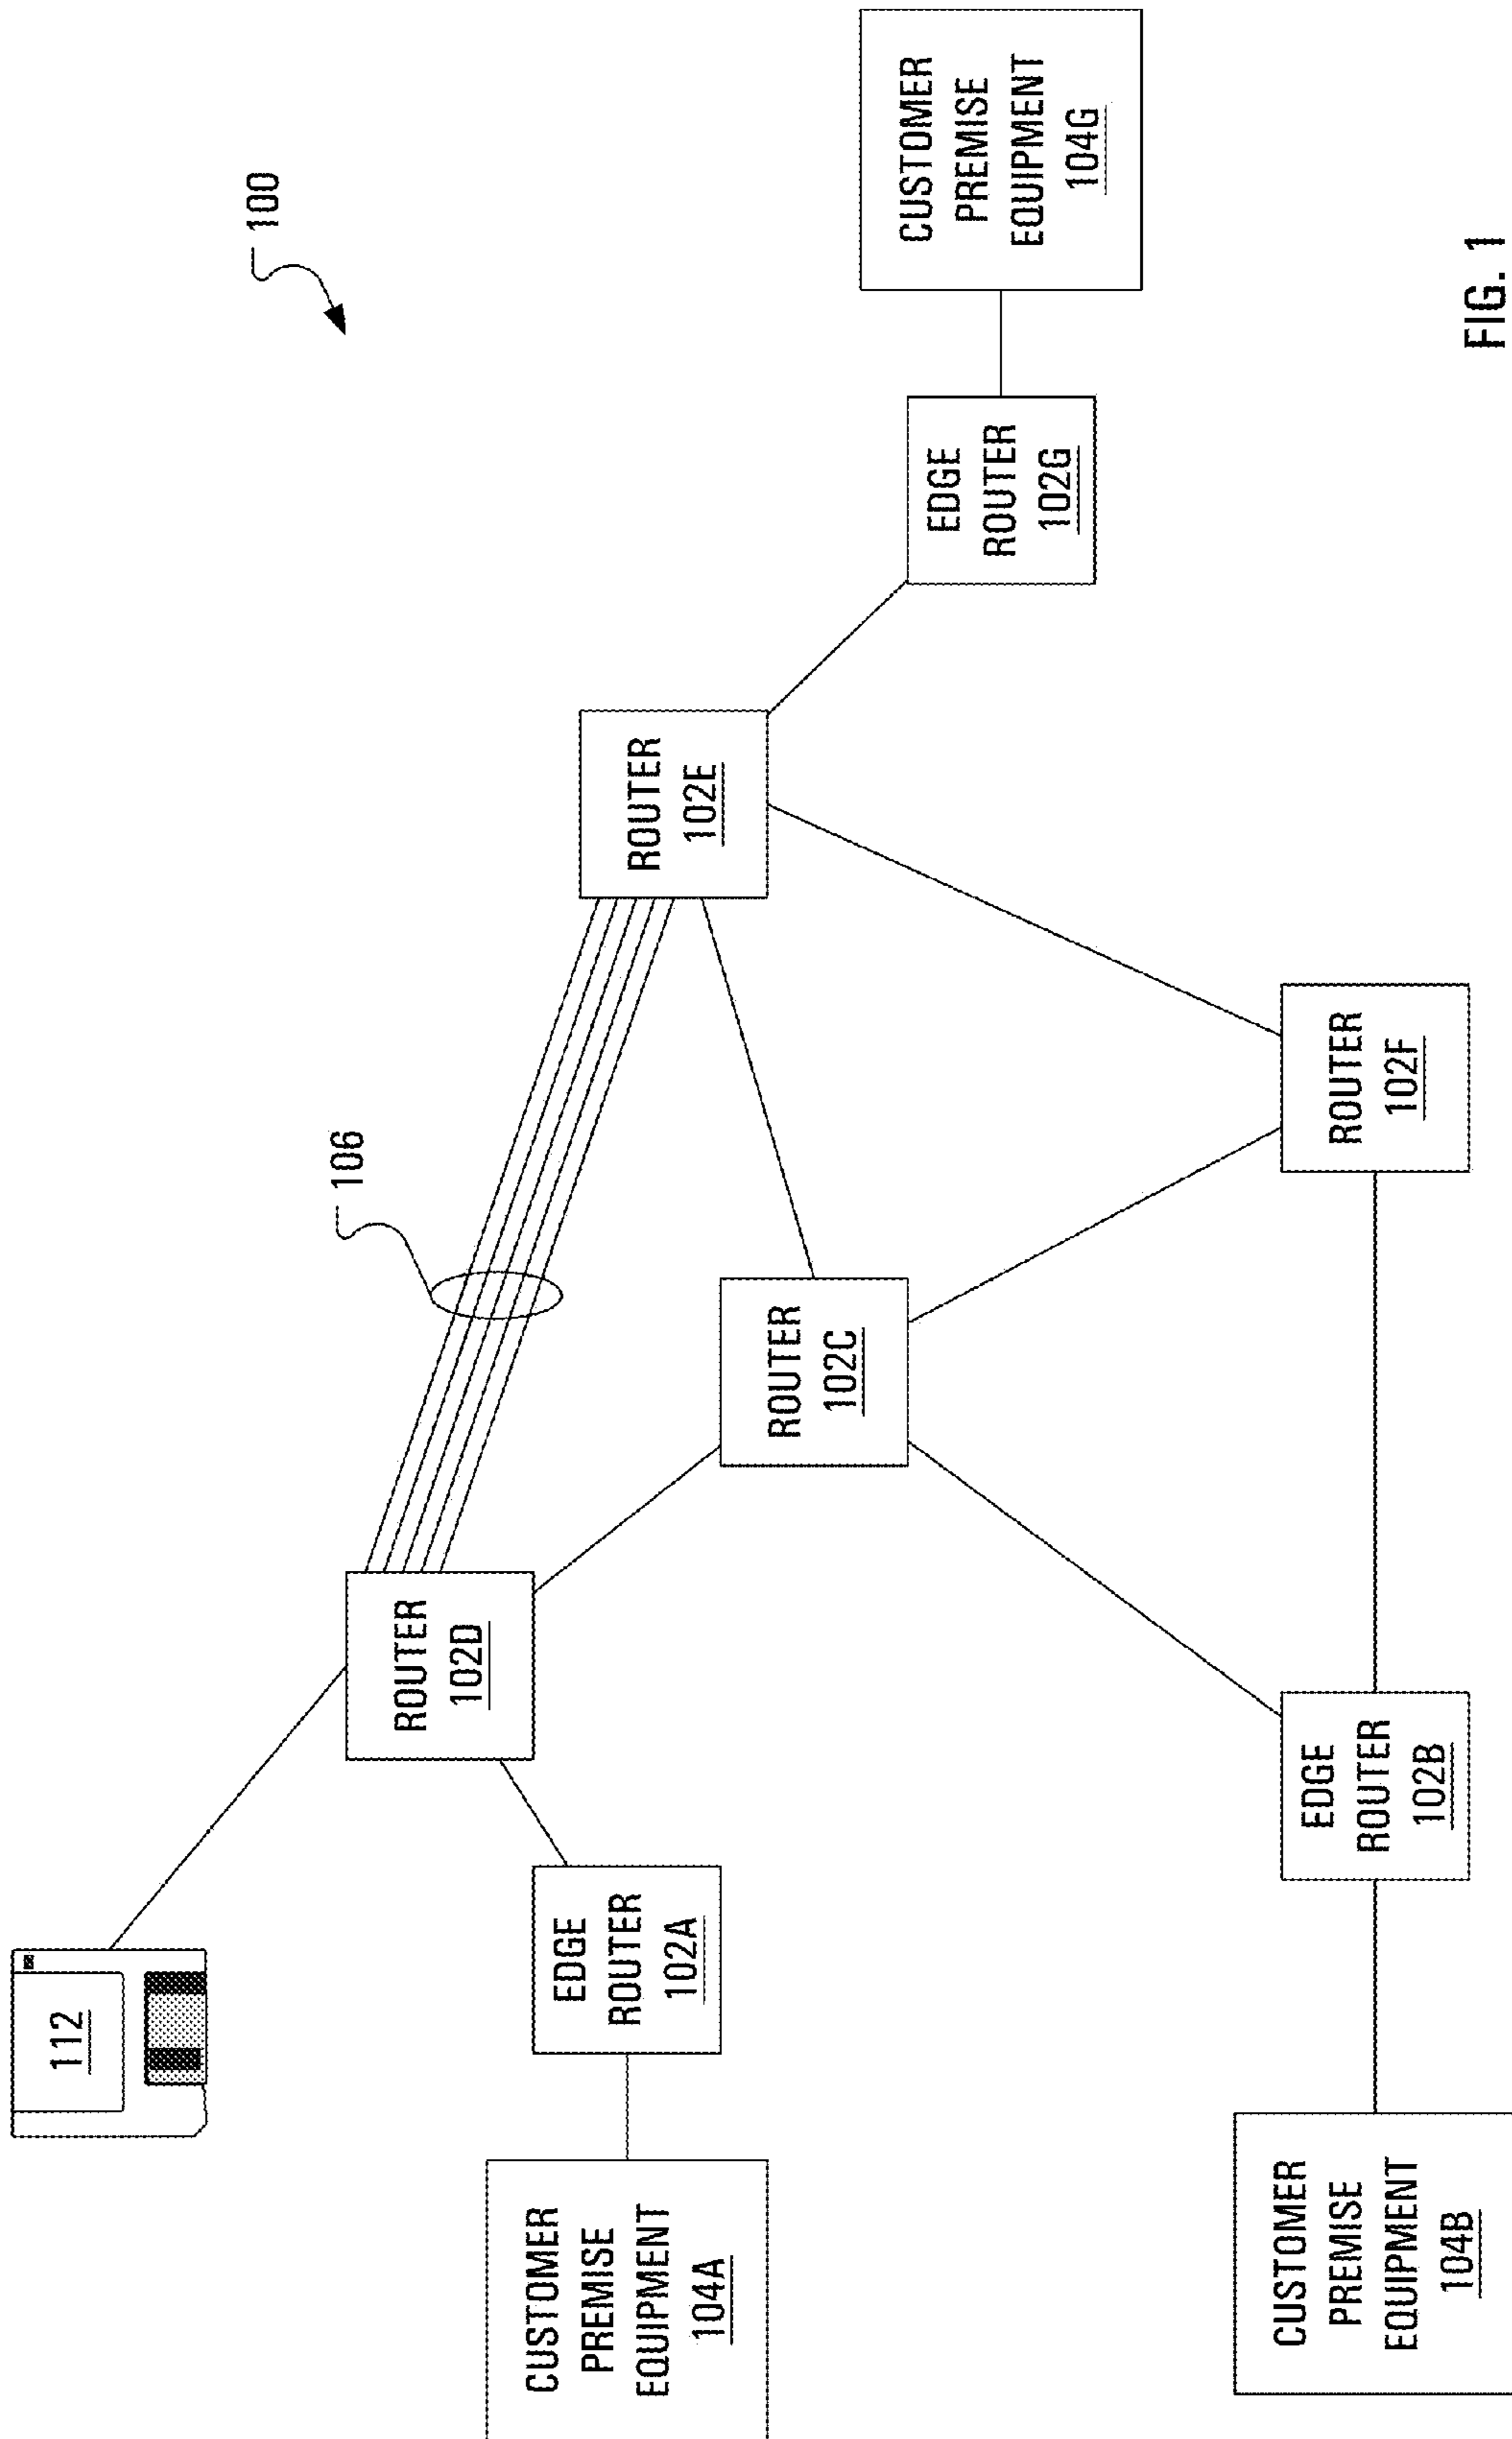 100
112
106
ROUTER
102D
ROUTER
102E
EDGE
ROUTER
102A
CUSTOMER
PREMISE
EQUIPMENT
104A
ROUTER
102C
EDGE
ROUTER
102G
CUSTOMER
PREMISE
EQUIPMENT
104G
CUSTOMER
PREMISE
EQUIPMENT
104B
EDGE
ROUTER
102B
ROUTER
102F
FIG. 1